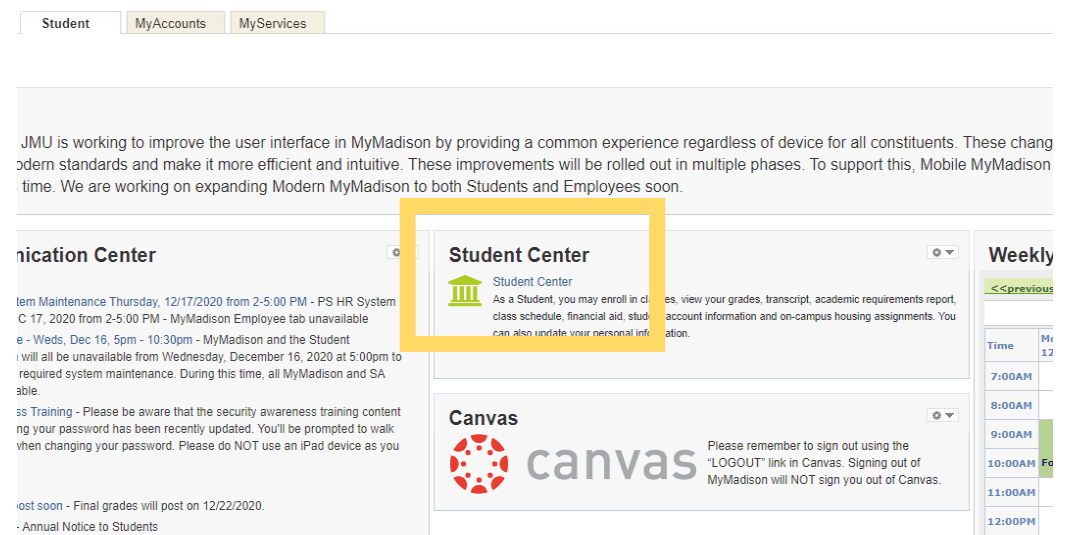 Student MyAccounts MyServices
JMU is working to improve the user interface in MyMadison by providing a common experience regardless of device for all constituents. These chang
odern standards and make it more efficient and intuitive. These improvements will be rolled out in multiple phases. To support this, Mobile MyMadison
time. We are working on expanding Modern MyMadison to both Students and Employees soon.
nication Center
tem Maintenance Thursday, 12/17/2020 from 2-5:00 PM - PS HR System
C 17, 2020 from 2-5:00 PM - MyMadison Employee tab unavailable
e - Weds, Dec 16, 5pm - 10:30pm - MyMadison and the Student
will all be unavailable from Wednesday, December 16, 2020 at 5:00pm to
required system maintenance. During this time, all MyMadison and SA
able.
ss Training - Please be aware that the security awareness training content
ng your password has been recently updated. You'll be prompted to walk
when changing your password. Please do NOT use an iPad device as you
ost soon - Final grades will post on 12/22/2020.
- Annual Notice to Students
Student Center
Student Center
As a Student, you may enroll in classes, view your grades, transcript, academic requirements report,
class schedule, financial aid, student account information and on-campus housing assignments. You
can also update your personal information.
Canvas
canvas
Please remember to sign out using the
“LOGOUT” link in Canvas. Signing out of
MyMadison will NOT sign you out of Canvas.
Weekly
<<previous
Time Mo
12
7:00AM
8:00AM
9:00AM
10:00AM Fo
11:00AM
12:00PM